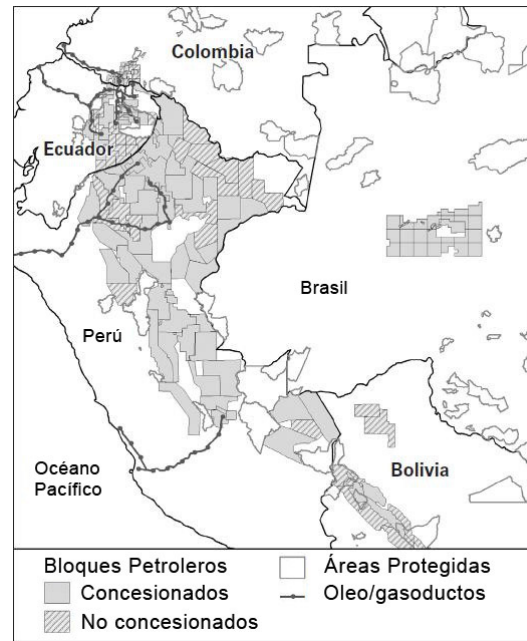 Colombia
Ecuador
Brasil
Perú
Océano
Pacífico
Bolivia
Bloques Petroleros
Áreas Protegidas
Concesionados
Oleo/gasoductos
No concesionados